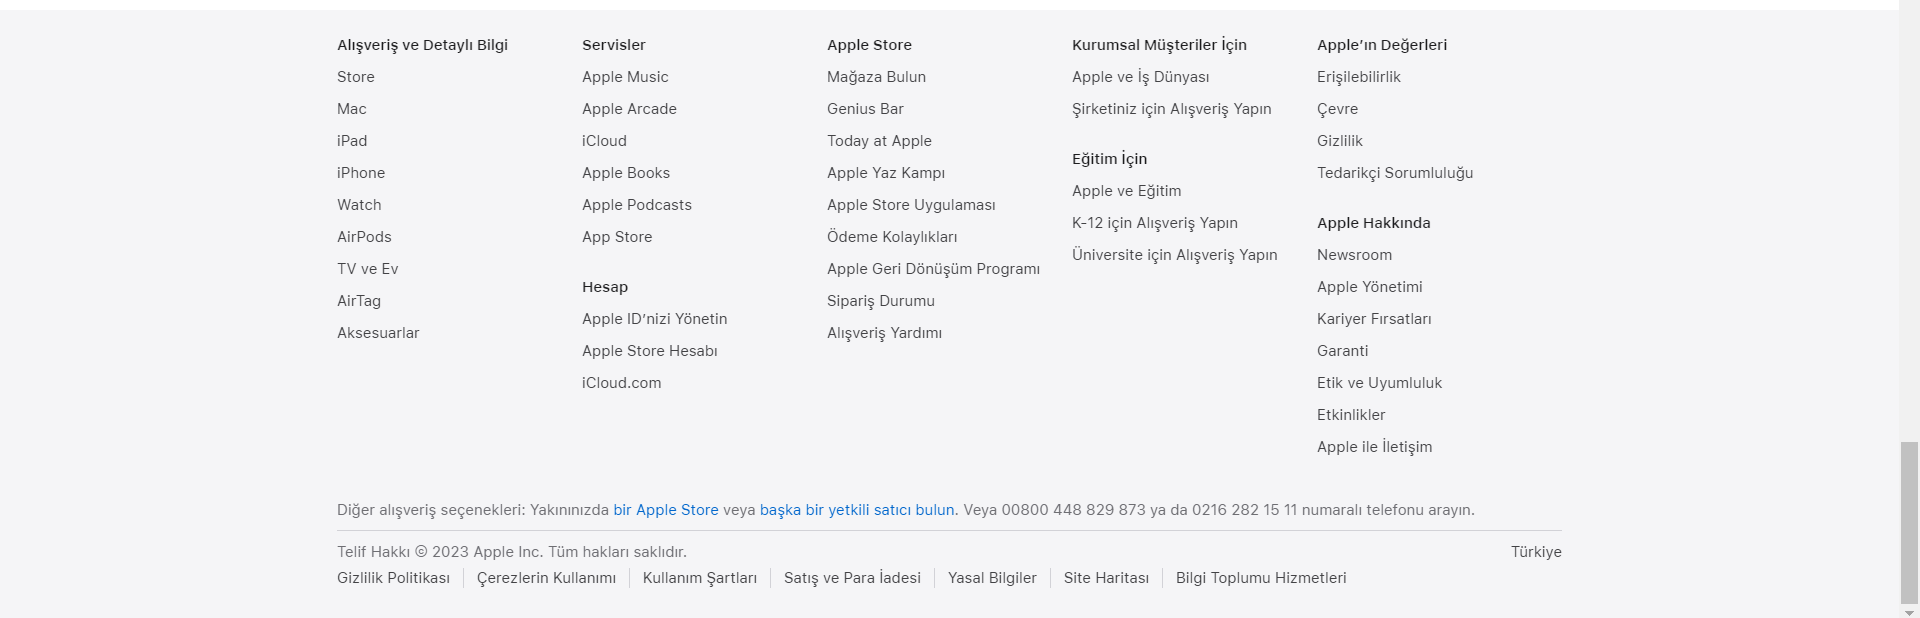 Alışveriş ve Detaylı Bilgi
Store
Mac
iPad
iPhone
Watch
AirPods
TV ve Ev
AirTag
Aksesuarlar
Servisler
Apple Music
Apple Arcade
iCloud
Apple Books
Apple Podcasts
App Store
Hesap
Apple ID’nizi Yönetin
Apple Store Hesabı
iCloud.com
Apple Store
Mağaza Bulun
Genius Bar
Today at Apple
Apple Yaz Kampı
Apple Store Uygulaması
Ödeme Kolaylıkları
Apple Geri Dönüşüm Programı
Sipariş Durumu
Alışveriş Yardımı
Kurumsal Müşteriler İçin
Apple ve İş Dünyası
Şirketiniz için Alışveriş Yapın
Eğitim İçin
Apple ve Eğitim
K-12 için Alışveriş Yapın
Üniversite için Alışveriş Yapın
Apple’ın Değerleri
Erişilebilirlik
Çevre
Gizlilik
Tedarikçi Sorumluluğu
Apple Hakkında
Newsroom
Apple Yönetimi
Kariyer Fırsatları
Garanti
Etik ve Uyumluluk
Etkinlikler
Apple ile İletişim
Diğer alışveriş seçenekleri: Yakınınızda bir Apple Store veya başka bir yetkili satıcı bulun. Veya 00800 448 829 873 ya da 0216 282 15 11 numaralı telefonu arayın.
Telif Hakkı © 2023 Apple Inc. Tüm hakları saklıdır.
Türkiye
Gizlilik Politikası
Çerezlerin Kullanımı
Kullanım Şartları
Satış ve Para İadesi
Yasal Bilgiler
Site Haritası
Bilgi Toplumu Hizmetleri